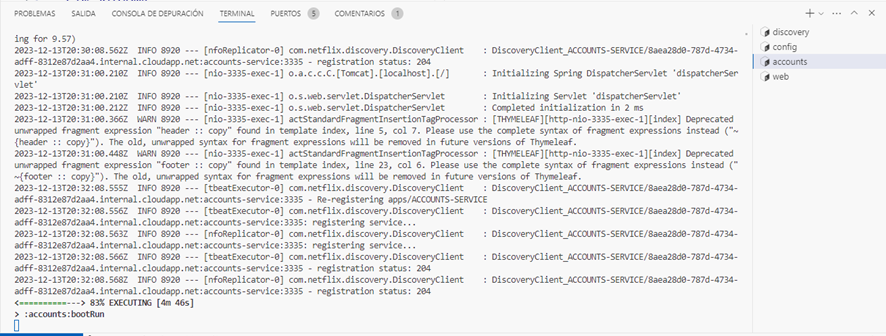 PROBLEMAS SALIDA CONSOLA DE DEPURACIÓN TERMINAL PUERTOS 5 COMENTARIOS 1
ing for 9.57)
2023-12-13T20:30:08.562Z  INFO 8920 --- [nfoReplicator-0] com.netflix.discovery.DiscoveryClient    : DiscoveryClient_ACCOUNTS-SERVICE/8aea28d0-787d-4734-
adff-8312e87d2aa4.internal.cloudapp.net:accounts-service:3335 - registration status: 204
2023-12-13T20:31:00.210Z  INFO 8920 --- [nio-3335-exec-1] o.a.c.c.C.[Tomcat].[localhost].[/]       : Initializing Spring DispatcherServlet 'dispatcherSer
vlet'
2023-12-13T20:31:00.210Z  INFO 8920 --- [nio-3335-exec-1] o.s.web.servlet.DispatcherServlet        : Initializing Servlet 'dispatcherServlet'
2023-12-13T20:31:00.212Z  INFO 8920 --- [nio-3335-exec-1] o.s.web.servlet.DispatcherServlet        : Completed initialization in 2 ms
2023-12-13T20:31:00.366Z  WARN 8920 --- [nio-3335-exec-1] actStandardFragmentInsertionTagProcessor : [THYMELEAF][http-nio-3335-exec-1][index] Deprecated
unwrapped fragment expression "header :: copy" found in template index, line 5, col 7. Please use the complete syntax of fragment expressions instead ("~
{header :: copy}"). The old, unwrapped syntax for fragment expressions will be removed in future versions of Thymeleaf.
2023-12-13T20:31:00.448Z  WARN 8920 --- [nio-3335-exec-1] actStandardFragmentInsertionTagProcessor : [THYMELEAF][http-nio-3335-exec-1][index] Deprecated
unwrapped fragment expression "footer :: copy" found in template index, line 23, col 6. Please use the complete syntax of fragment expressions instead ("
~{footer :: copy}"). The old, unwrapped syntax for fragment expressions will be removed in future versions of Thymeleaf.
2023-12-13T20:32:08.555Z  INFO 8920 --- [tbeatExecutor-0] com.netflix.discovery.DiscoveryClient    : DiscoveryClient_ACCOUNTS-SERVICE/8aea28d0-787d-4734-
adff-8312e87d2aa4.internal.cloudapp.net:accounts-service:3335 - Re-registering apps/ACCOUNTS-SERVICE
2023-12-13T20:32:08.556Z  INFO 8920 --- [tbeatExecutor-0] com.netflix.discovery.DiscoveryClient    : DiscoveryClient_ACCOUNTS-SERVICE/8aea28d0-787d-4734-
adff-8312e87d2aa4.internal.cloudapp.net:accounts-service:3335: registering service...
2023-12-13T20:32:08.563Z  INFO 8920 --- [nfoReplicator-0] com.netflix.discovery.DiscoveryClient    : DiscoveryClient_ACCOUNTS-SERVICE/8aea28d0-787d-4734-
adff-8312e87d2aa4.internal.cloudapp.net:accounts-service:3335: registering service...
2023-12-13T20:32:08.566Z  INFO 8920 --- [tbeatExecutor-0] com.netflix.discovery.DiscoveryClient    : DiscoveryClient_ACCOUNTS-SERVICE/8aea28d0-787d-4734-
adff-8312e87d2aa4.internal.cloudapp.net:accounts-service:3335 - registration status: 204
2023-12-13T20:32:08.568Z  INFO 8920 --- [nfoReplicator-0] com.netflix.discovery.DiscoveryClient    : DiscoveryClient_ACCOUNTS-SERVICE/8aea28d0-787d-4734-
adff-8312e87d2aa4.internal.cloudapp.net:accounts-service:3335 - registration status: 204
<==========---> 83% EXECUTING [4m 46s]
> :accounts:bootRun
discovery
config
accounts
web